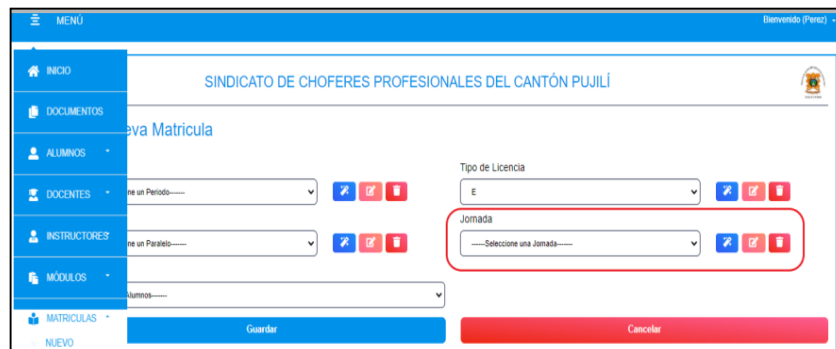 MENÚ
Bienvenido (Perez)
INICIO
SINDICATO DE CHOFERES PROFESIONALES DEL CANTÓN PUJILÍ
DOCUMENTOS
eva Matricula
ALUMNOS
Tipo de Licencia
DOCENTES
ne un Periodo-------
E
Jornada
INSTRUCTORES
ne un Paralelo-------
------Seleccione una Jornada-------
MÓDULOS
Alumnos-------
MATRICULAS
Guardar
Cancelar
NUEVO